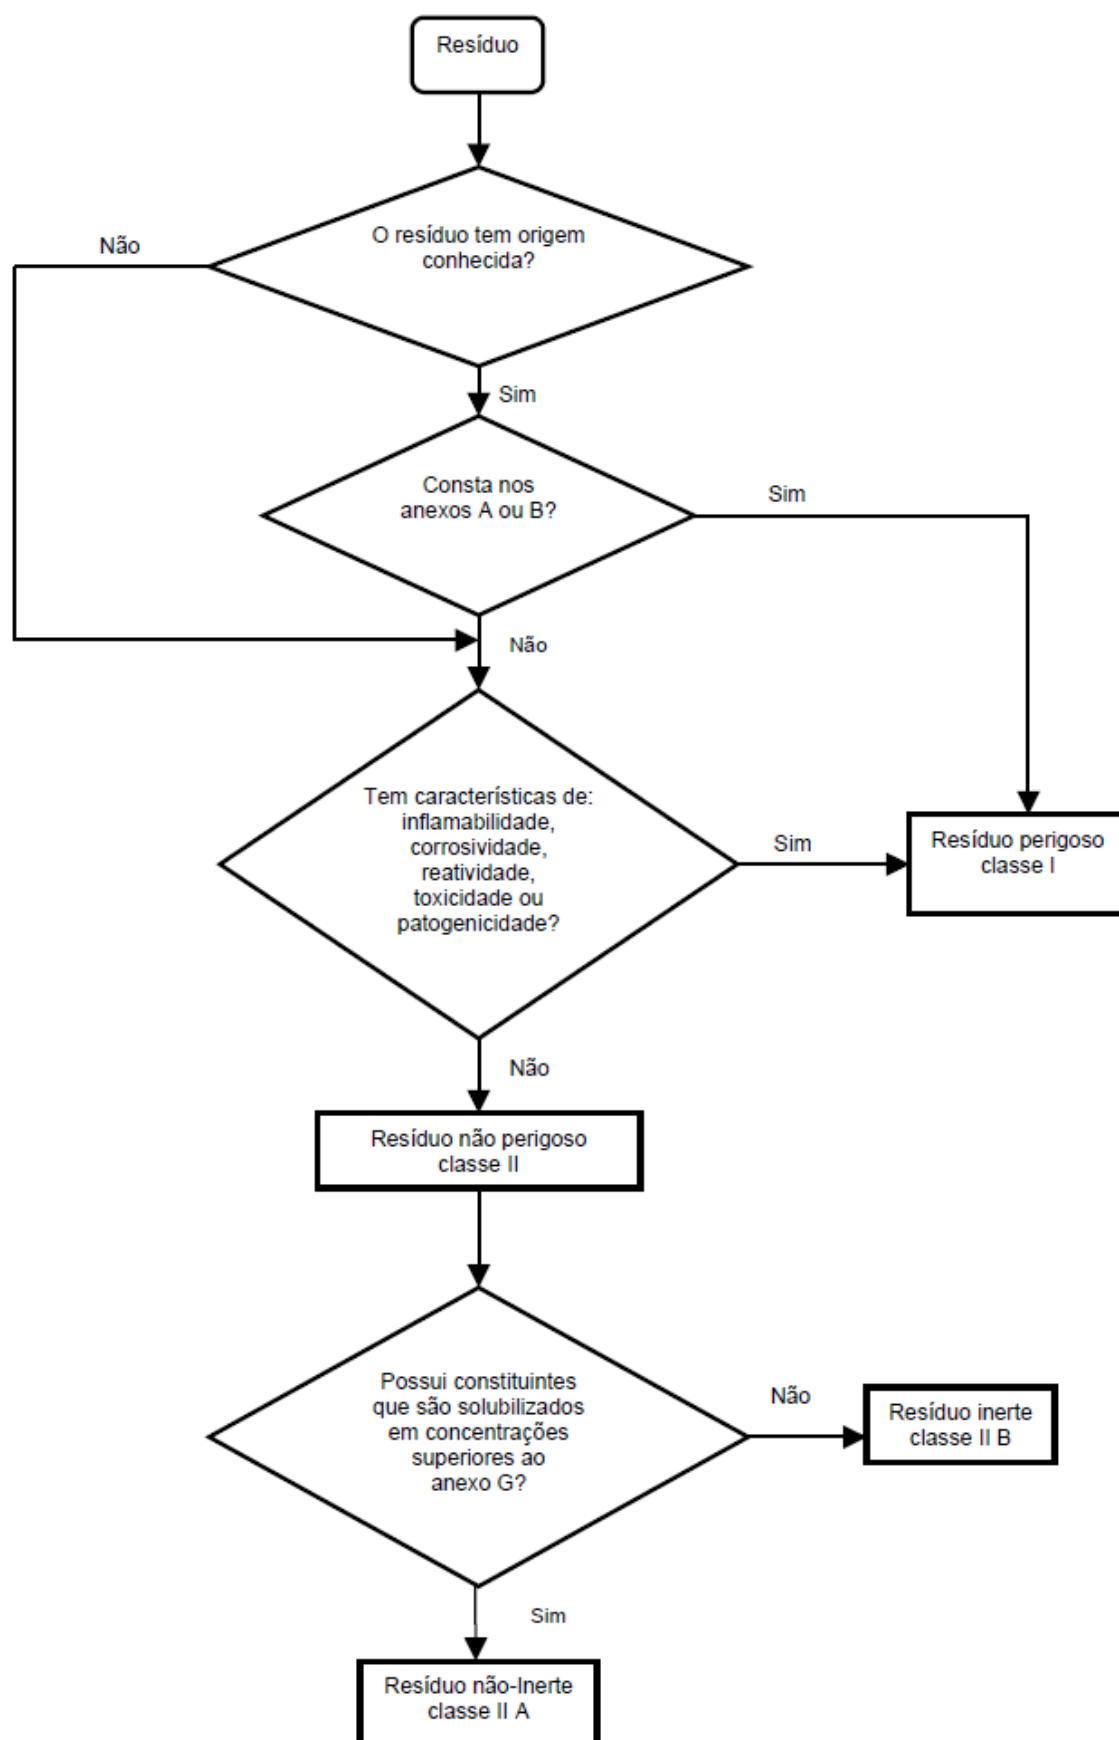 Resíduo
O resíduo tem origem
conhecida?
Não
Sim
Consta nos
anexos A ou B?
Sim
Não
Tem características de:
inflamabilidade,
corrosividade,
reatividade,
toxicidade ou
patogenicidade?
Sim
Resíduo perigoso
classe I
Não
Resíduo não perigoso
classe II
Possui constituintes
que são solubilizados
em concentrações
superiores ao
anexo G?
Não
Resíduo inerte
classe II B
Sim
Resíduo não-Inerte
classe II A